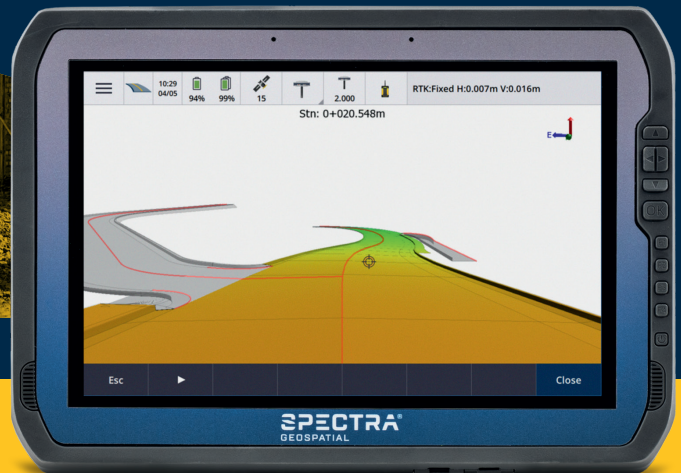 10:29
04/05
94%
99%
15
2.000
RTK:Fixed H:0.007m V:0.016m
Stn: 0+020.548m
E
Esc
Close
SPECTRA®
GEOSPATIAL